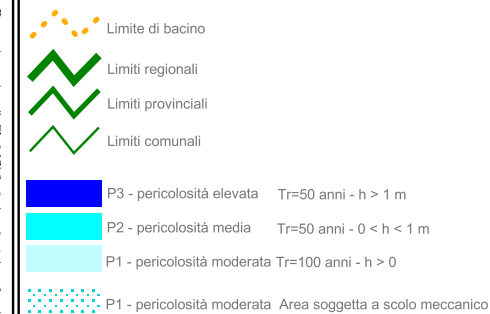 Limite di bacino
Limiti regionali
Limiti provinciali
Limiti comunali
P3 - pericolosità elevata Tr=50 anni - h > 1 m
P2 - pericolosità media Tr=50 anni - 0 < h < 1 m
P1 - pericolosità moderata Tr=100 anni - h > 0
P1 - pericolosità moderata Area soggetta a scolo meccanico